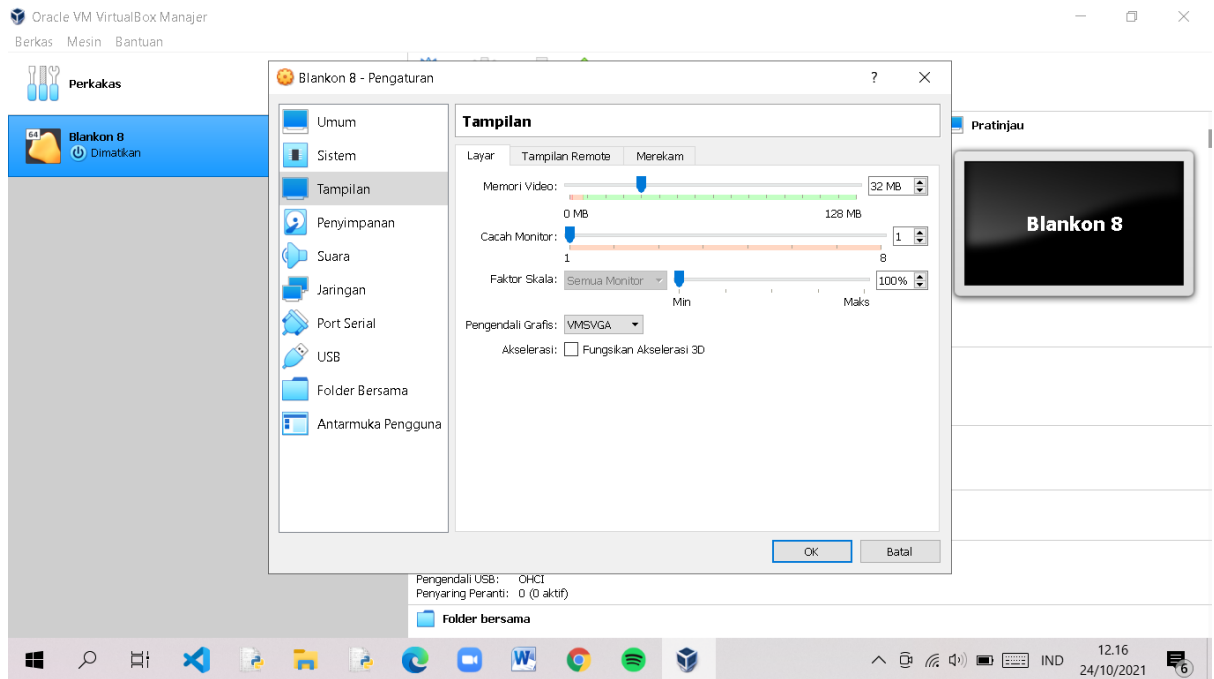 Oracle VM VirtualBox Manajer
Berkas Mesin Bantuan
Perkakas
64
Blankon 8
Dimatikan
Blankon 8 - Pengaturan
?
Umum
Sistem
Tampilan
Penyimpanan
Suara
Jaringan
Port Serial
USB
Folder Bersama
Antarmuka Pengguna
Tampilan
Layar Tampilan Remote Merekam
Memori Video: 32 MB
0 MB 128 MB
Cacah Monitor: 1
1 8
Faktor Skala: Semua Monitor 100%
Min Maks
Pengendali Grafis: VMSVGA
Akselerasi: Fungsikan Akselerasi 3D
OK Batal
Pratinjau
Blankon 8
Pengendali USB: OHCI
Penyaring Peranti: 0 (0 aktif)
Folder bersama
IND
12.16
24/10/2021
6